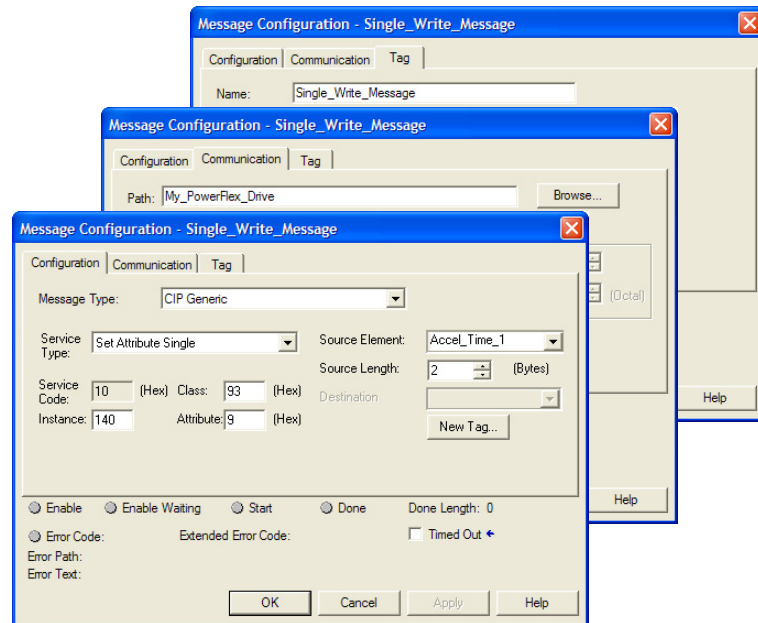 Message Configuration - Single_Write_Message
Configuration Communication Tag
Name: Single_Write_Message
Message Configuration - Single_Write_Message
Configuration Communication Tag
Path: My_PowerFlex_Drive Browse...
(Octal)
Message Configuration - Single_Write_Message
Configuration Communication Tag
Message Type: CIP Generic
Service Type: Set Attribute Single Source Element: Accel_Time_1
Source Length: 2 (Bytes)
Service Code: 10 (Hex) Class: 93 (Hex) Destination
Instance: 140 Attribute: 9 (Hex) New Tag...
Help
Enable Enable Waiting Start Done Done Length: 0
Help
Error Code: Extended Error Code: Timed Out
Error Path:
Error Text:
OK Cancel Apply Help